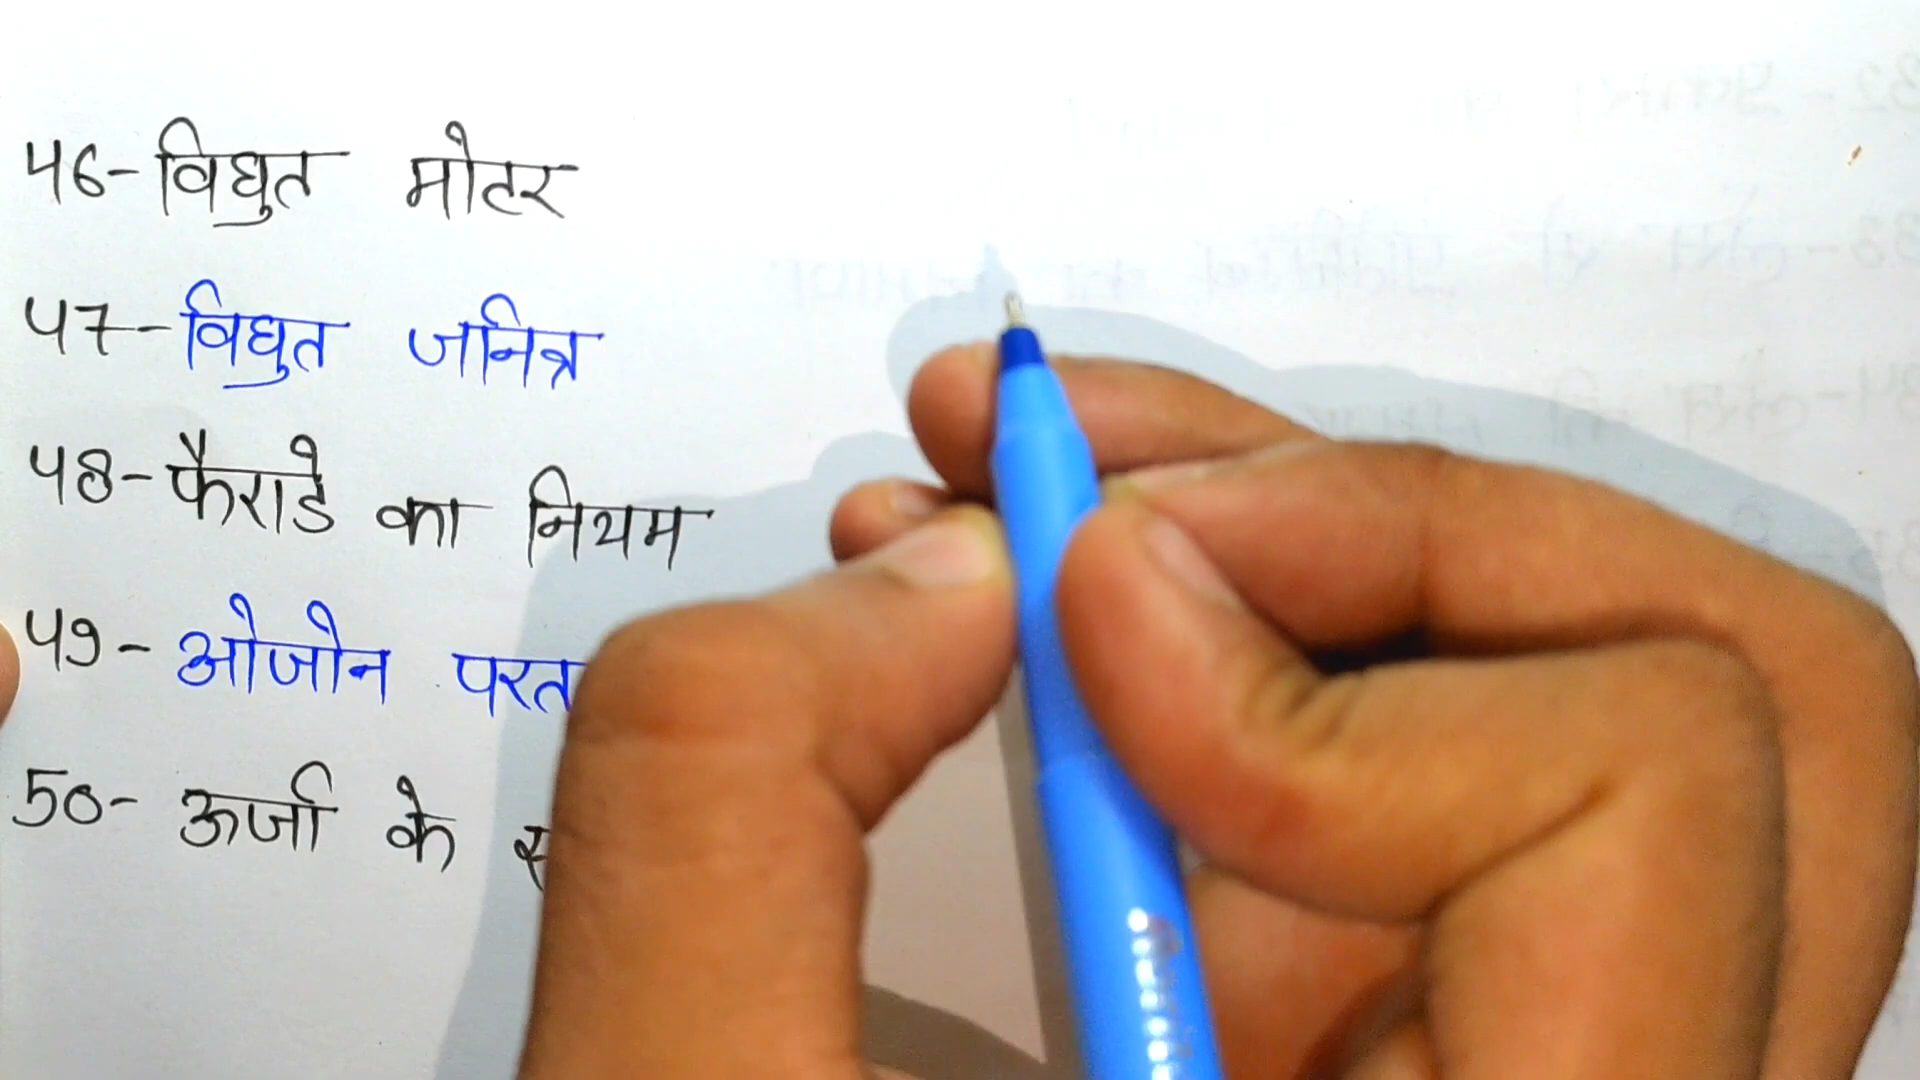 46-विद्युत मोटर
47-विद्युत जनित्र
48-फैराडे का नियम
49- ओजोन परत
50- ऊर्जा के